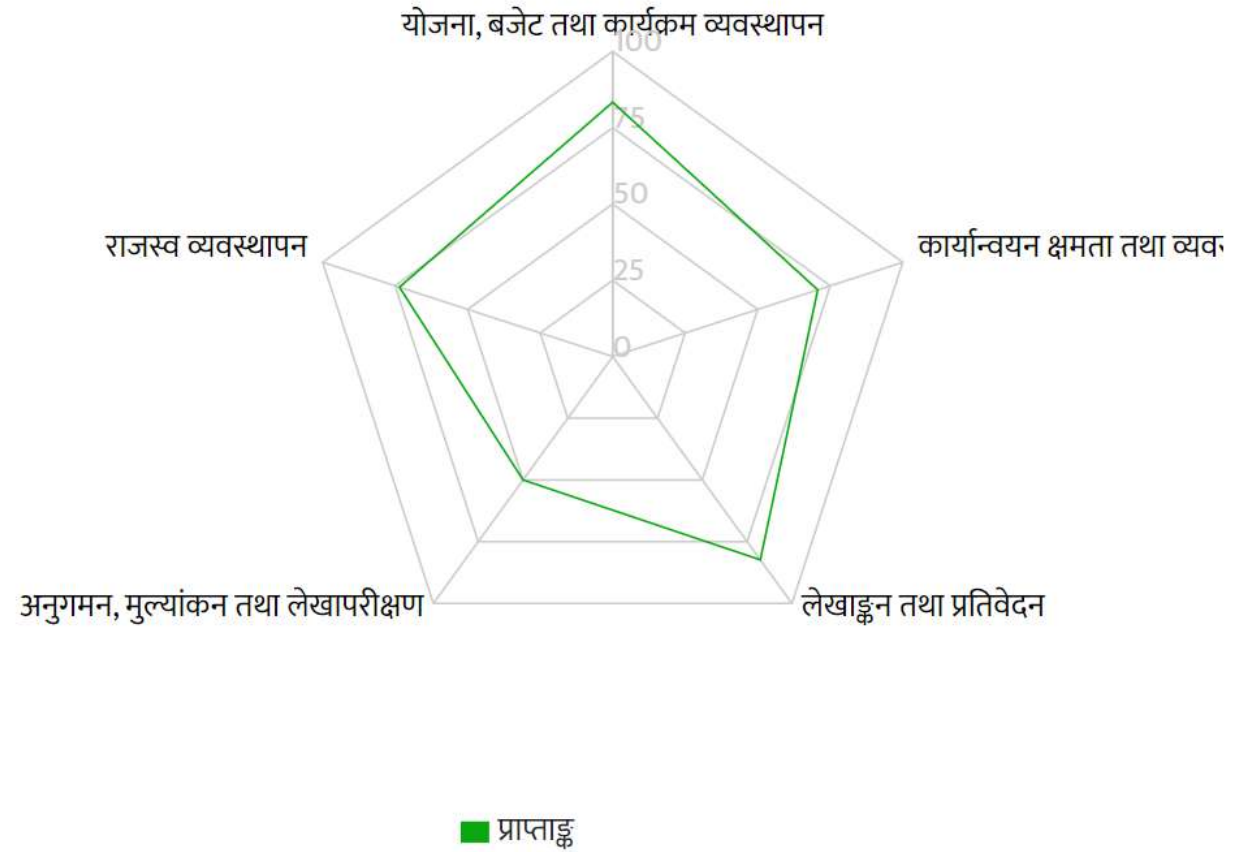 योजना, बजेट तथा कार्यक्रम व्यवस्थापन
100
75
50
25
0
राजस्व व्यवस्थापन
कार्यान्वयन क्षमता तथा
अनुगमन, मुल्यांकन तथा लेखापरीक्षण
लेखाङ्कन तथा प्रतिवेदन
प्राप्ताङ्क